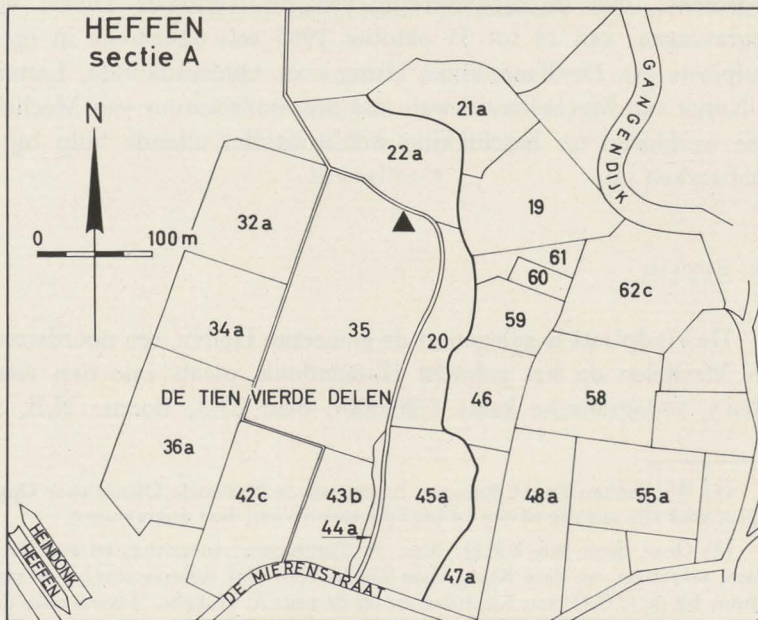 HEFFEN
sectie A
N
0 100 m
21a
22a
GANGENDIJK
19
32a
61
60
62c
34a
35
59
20
DE TIEN VIERDE DELEN
46
58
36a
42c
43b
45a
48a
55a
44a
47a
HEINDONK
HEFFEN
DE MIERENSTRAAT